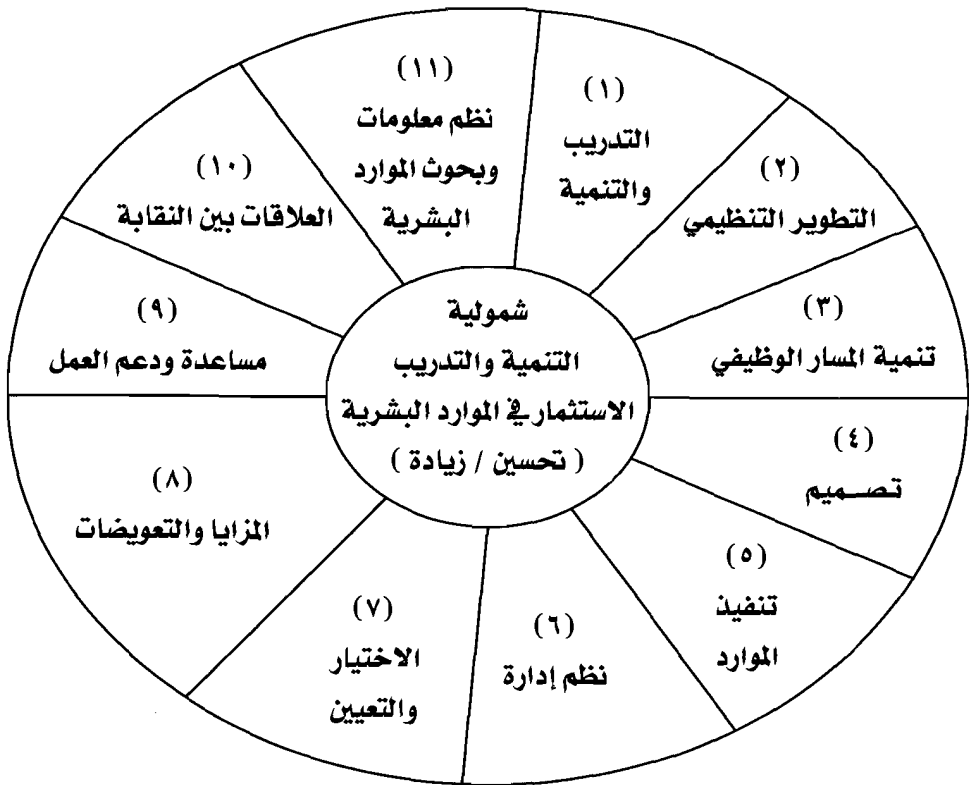 (١)
التدريب
والتنمية
(٢)
التطوير التنظيمي
(٣)
تنمية المسار الوظيفي
(٤)
تصـــميم
(٥)
تنفيذ
الموارد
(٦)
نظم إدارة
(٧)
الاختيار
والتعيين
(٨)
المزايا والتعويضات
(٩)
مساعدة ودعم العمل
(١٠)
العلاقات بين النقابة
(١١)
نظم معلومات
وبحوث الموارد
البشرية
شمولية
التنمية والتدريب
الاستثمار في الموارد البشرية
( تحسين / زيادة )